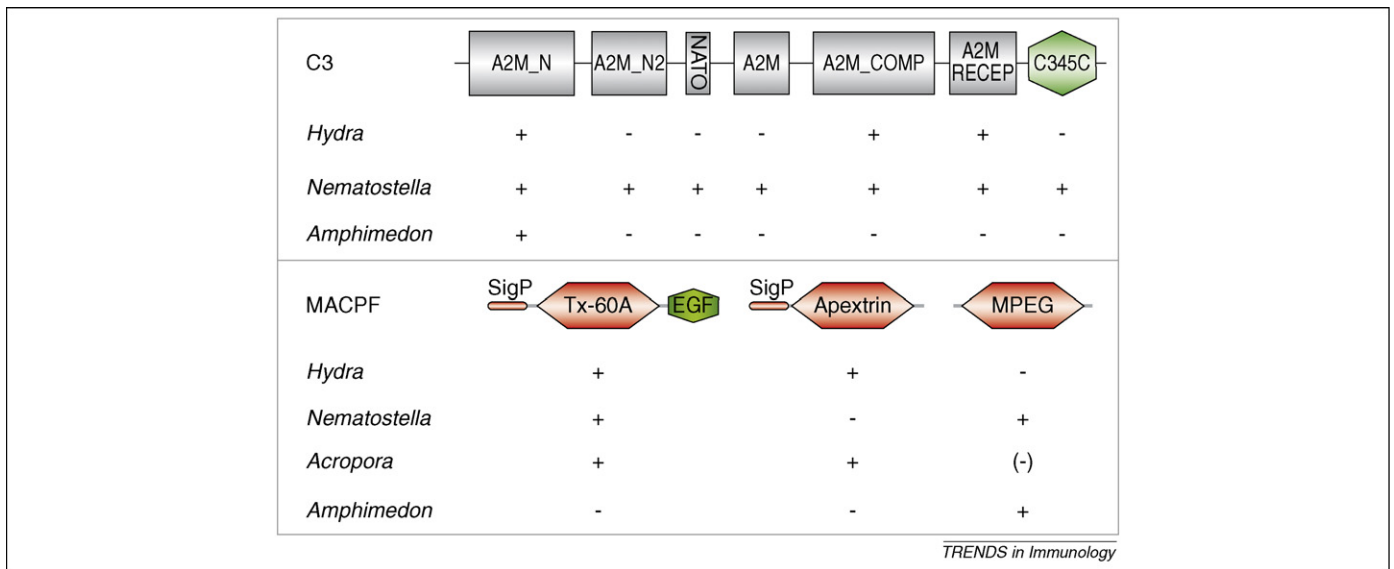 C3 A2M_N A2M_N2 NATO A2M A2M_COMP A2M RECEP C345C
Hydra + - - - + + -
Nematostella + + + + + + +
Amphimedon + - - - - - -
MACPF SigP Tx-60A EGF SigP Apextrin MPEG
Hydra + + -
Nematostella + - +
Acropora + + (-)
Amphimedon - - +
TRENDS in Immunology